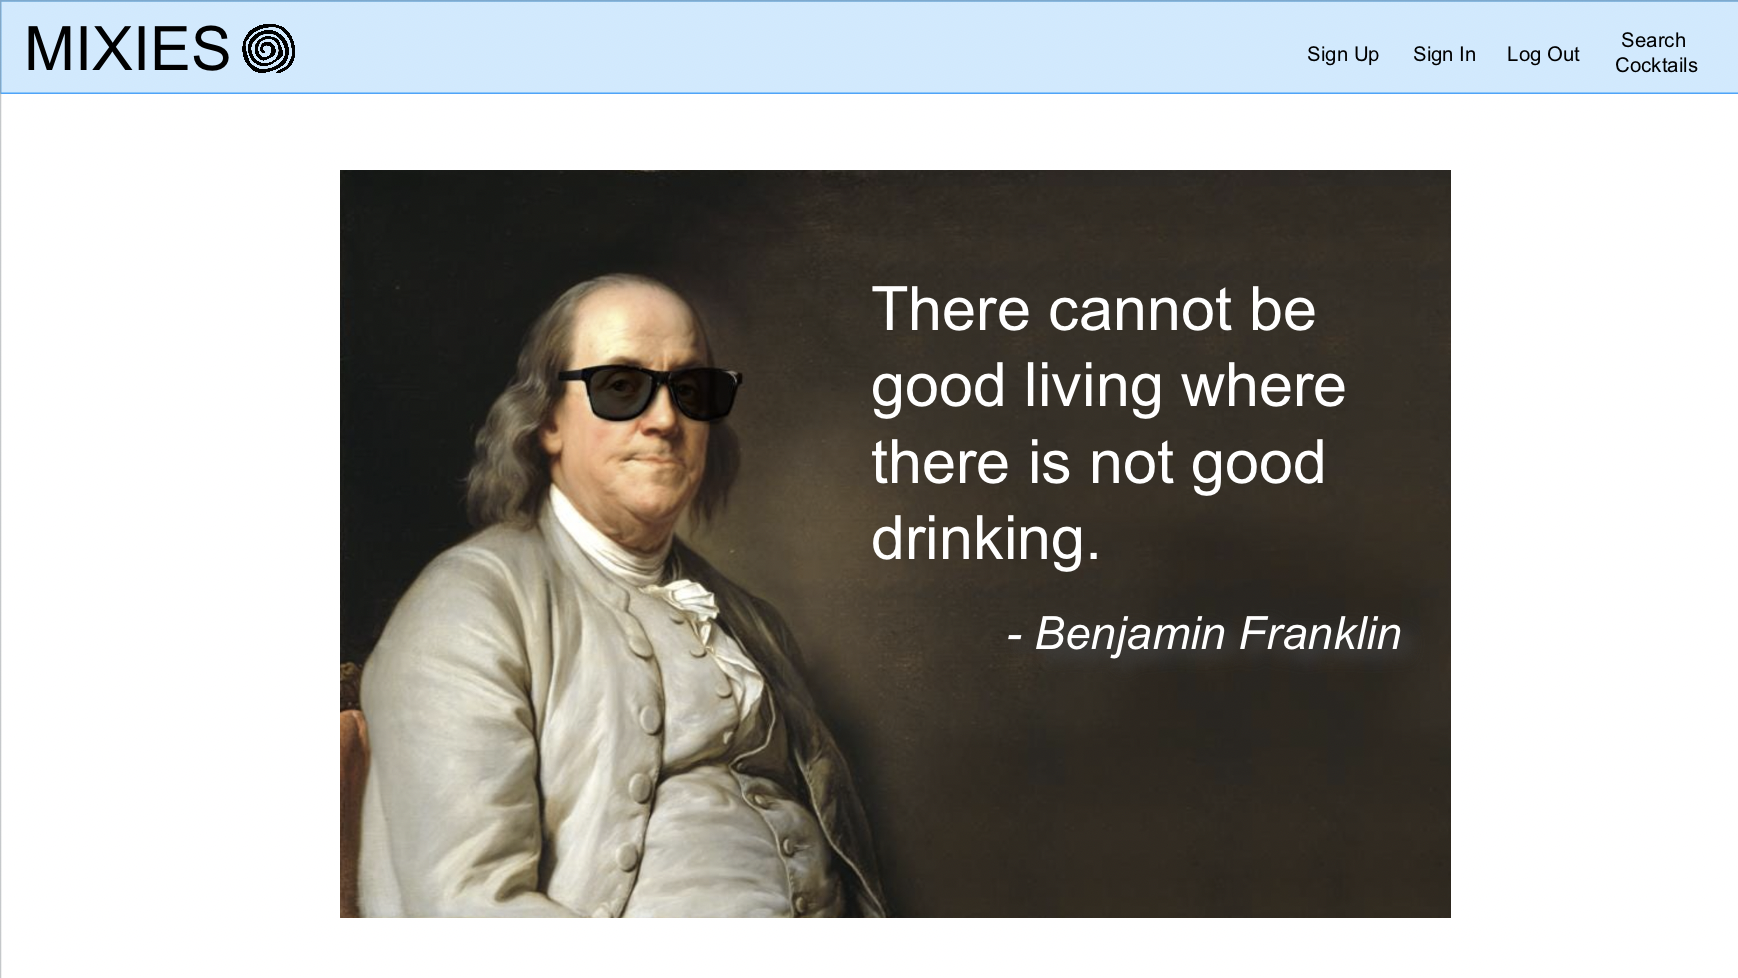 MIXIES
Sign Up
Sign In
Log Out
Search
Cocktails
There cannot be
good living where
there is not good
drinking.
- Benjamin Franklin